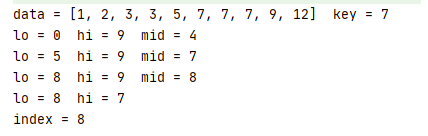 data = [1, 2, 3, 3, 5, 7, 7, 7, 9, 12]  key = 7
lo = 0  hi = 9  mid = 4
lo = 5  hi = 9  mid = 7
lo = 8  hi = 9  mid = 8
lo = 8  hi = 7
index = 8